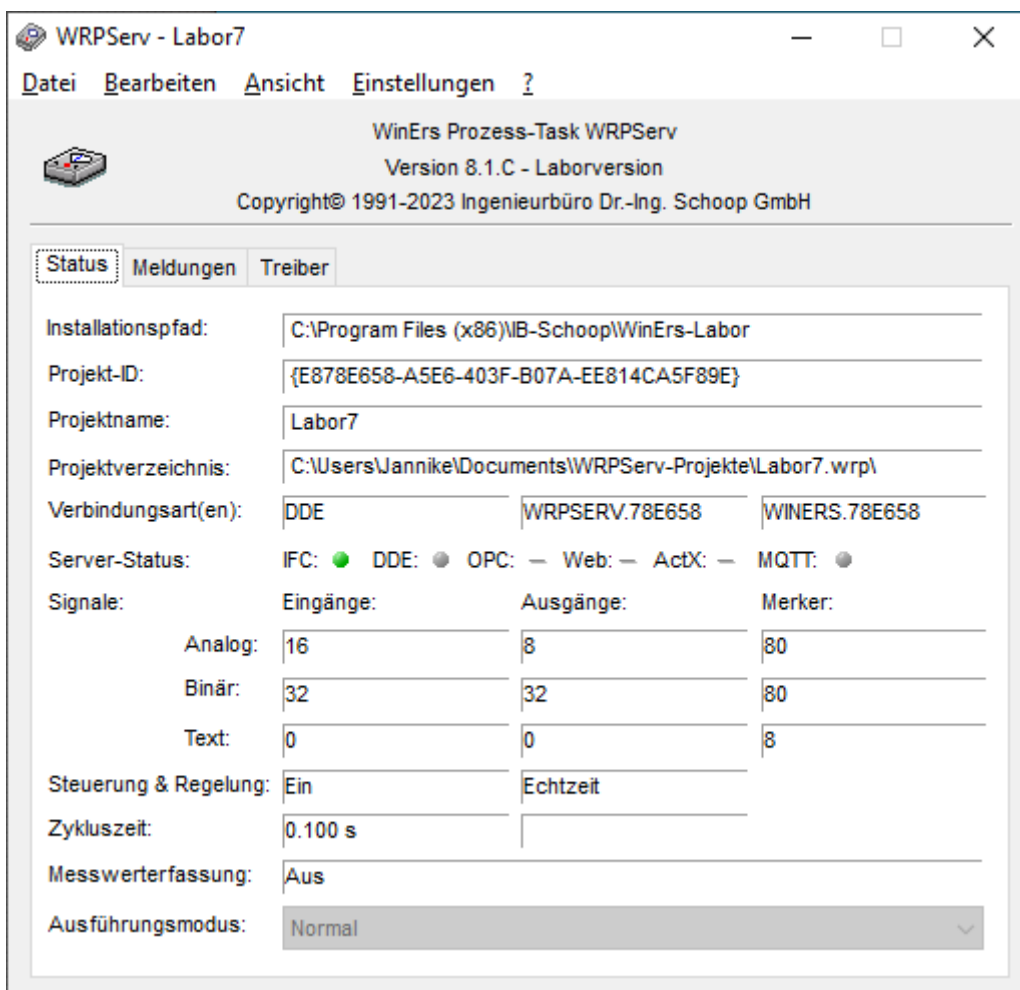 WRPServ - Labor7
Datei Bearbeiten Ansicht Einstellungen ?
WinErs Prozess-Task WRPServ
Version 8.1.C - Laborversion
Copyright© 1991-2023 Ingenieurbüro Dr.-Ing. Schoop GmbH
Status Meldungen Treiber
Installationspfad: C:\Program Files (x86)\IB-Schoop\WinErs-Labor
Projekt-ID: {E878E658-A5E6-403F-B07A-EE814CA5F89E}
Projektname: Labor7
Projektverzeichnis: C:\Users\Jannike\Documents\WRPServ-Projekte\Labor7.wrp\
Verbindungsart(en): DDE WRPSERV.78E658 WINERS.78E658
Server-Status: IFC: DDE: OPC: Web: ActX: MQTT:
Signale: Eingänge: Ausgänge: Merker:
Analog: 16 8 80
Binär: 32 32 80
Text: 0 0 8
Steuerung & Regelung: Ein Echtzeit
Zykluszeit: 0.100 s
Messwerterfassung: Aus
Ausführungsmodus: Normal